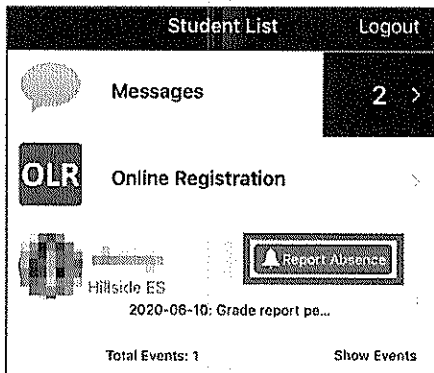 Student List Logout
Messages 2 >
OLR Online Registration >
Report Absence
Hillside ES
2020-06-10: Grade report pe...
Total Events: 1 Show Events